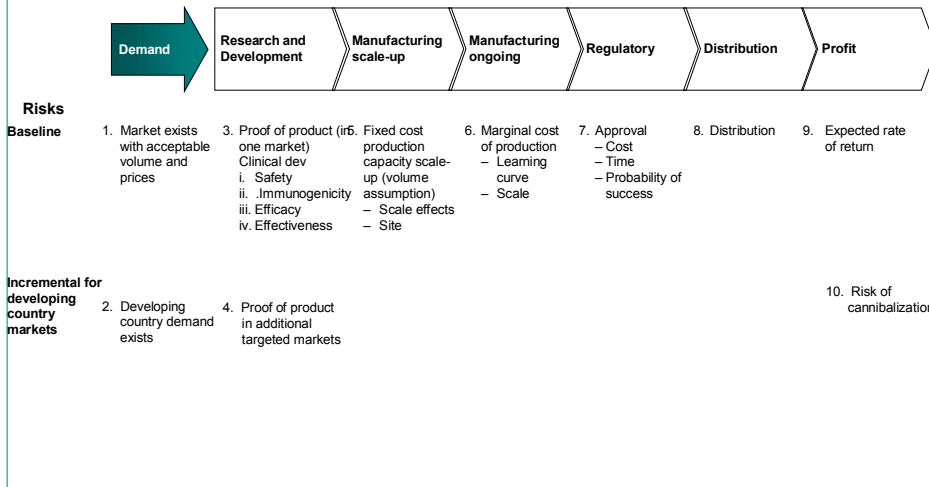 Demand
Research and
Development
Manufacturing
scale-up
Manufacturing
ongoing
Regulatory
Distribution
Profit
Risks
Baseline
1. Market exists
with acceptable
volume and
prices
3. Proof of product (in
one market)
Clinical dev
i. Safety
ii. .Immunogenicity
iii. Efficacy
iv. Effectiveness
5. Fixed cost
production
capacity scale-
up (volume
assumption)
– Scale effects
– Site
6. Marginal cost
of production
– Learning
curve
– Scale
7. Approval
– Cost
– Time
– Probability of
success
8. Distribution
9. Expected rate
of return
Incremental for
developing
country
markets
2. Developing
country demand
exists
4. Proof of product
in additional
targeted markets
10. Risk of
cannibalization